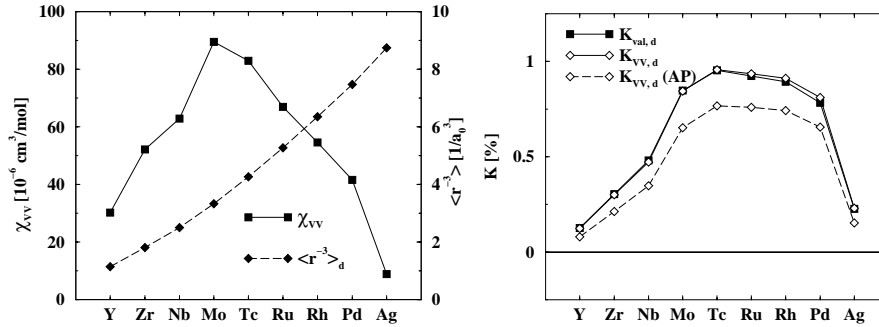 100
80
60
40
20
0
χVV [10⁻⁶ cm³/mol]
10
8
6
4
2
0
<r⁻³> [1/a₀³]
χVV
<r⁻³>d
Y Zr Nb Mo Tc Ru Rh Pd Ag
1
0.5
0
K [%]
Kval, d
KVV, d
KVV, d (AP)
Y Zr Nb Mo Tc Ru Rh Pd Ag